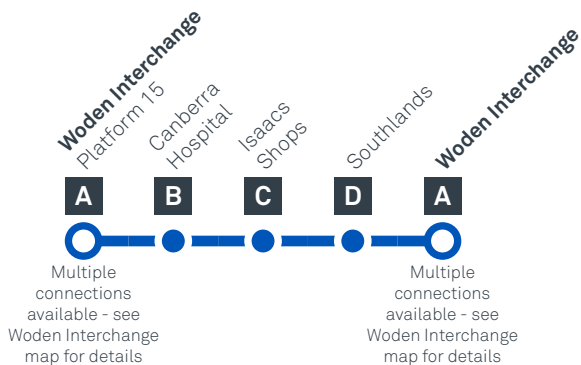 Woden Interchange
Platform 15
Canberra
Hospital
Isaacs
Shops
Southlands
Woden Interchange
A
B
C
D
A
Multiple
connections
available - see
Woden Interchange
map for details
Multiple
connections
available - see
Woden Interchange
map for details